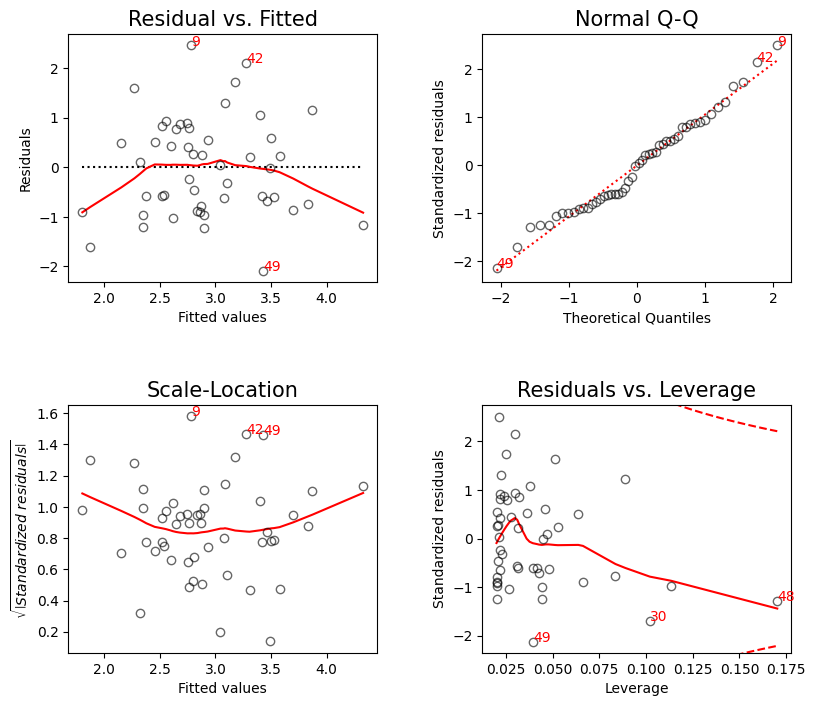 Residual vs. Fitted
9
42
49
2
1
0
−1
−2
Residuals
2.0 2.5 3.0 3.5 4.0
Fitted values
Normal Q-Q
9
42
49
2
1
0
−1
−2
Standardized residuals
−2 −1 0 1 2
Theoretical Quantiles
Scale-Location
9
42 49
1.6
1.4
1.2
1.0
0.8
0.6
0.4
0.2
√|Standardized residuals|
2.0 2.5 3.0 3.5 4.0
Fitted values
Residuals vs. Leverage
48
30
49
2
1
0
−1
−2
Standardized residuals
0.025 0.050 0.075 0.100 0.125 0.150 0.175
Leverage